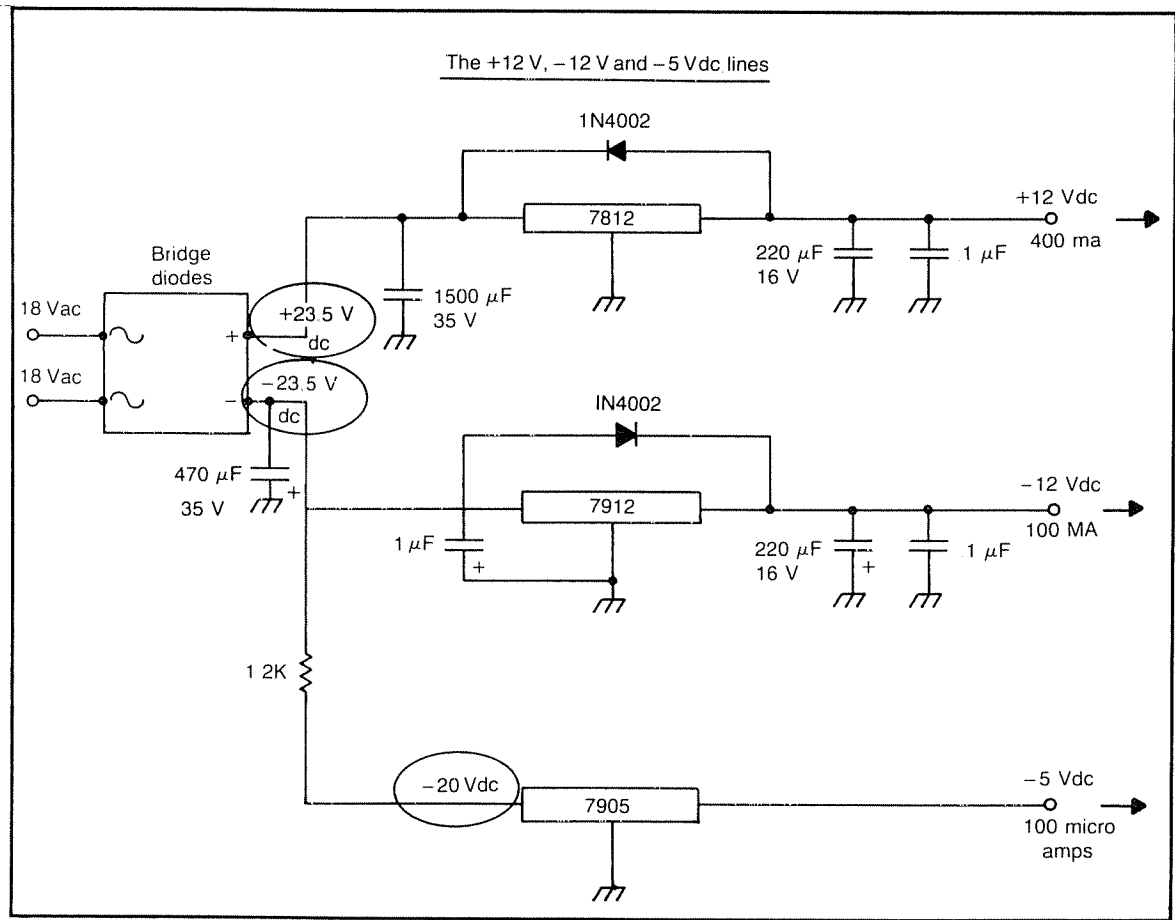 The +12 V, −12 V and −5 Vdc lines
1N4002
7812
+12 Vdc
400 ma
220 μF
16 V
.1 μF
1500 μF
35 V
Bridge
diodes
18 Vac
18 Vac
+
−
+23.5 V
dc
−23.5 V
dc
470 μF
35 V
+
IN4002
7912
−12 Vdc
100 MA
1 μF
+
220 μF
16 V
+
.1 μF
1 2K
−20 Vdc
7905
−5 Vdc
100 micro
amps